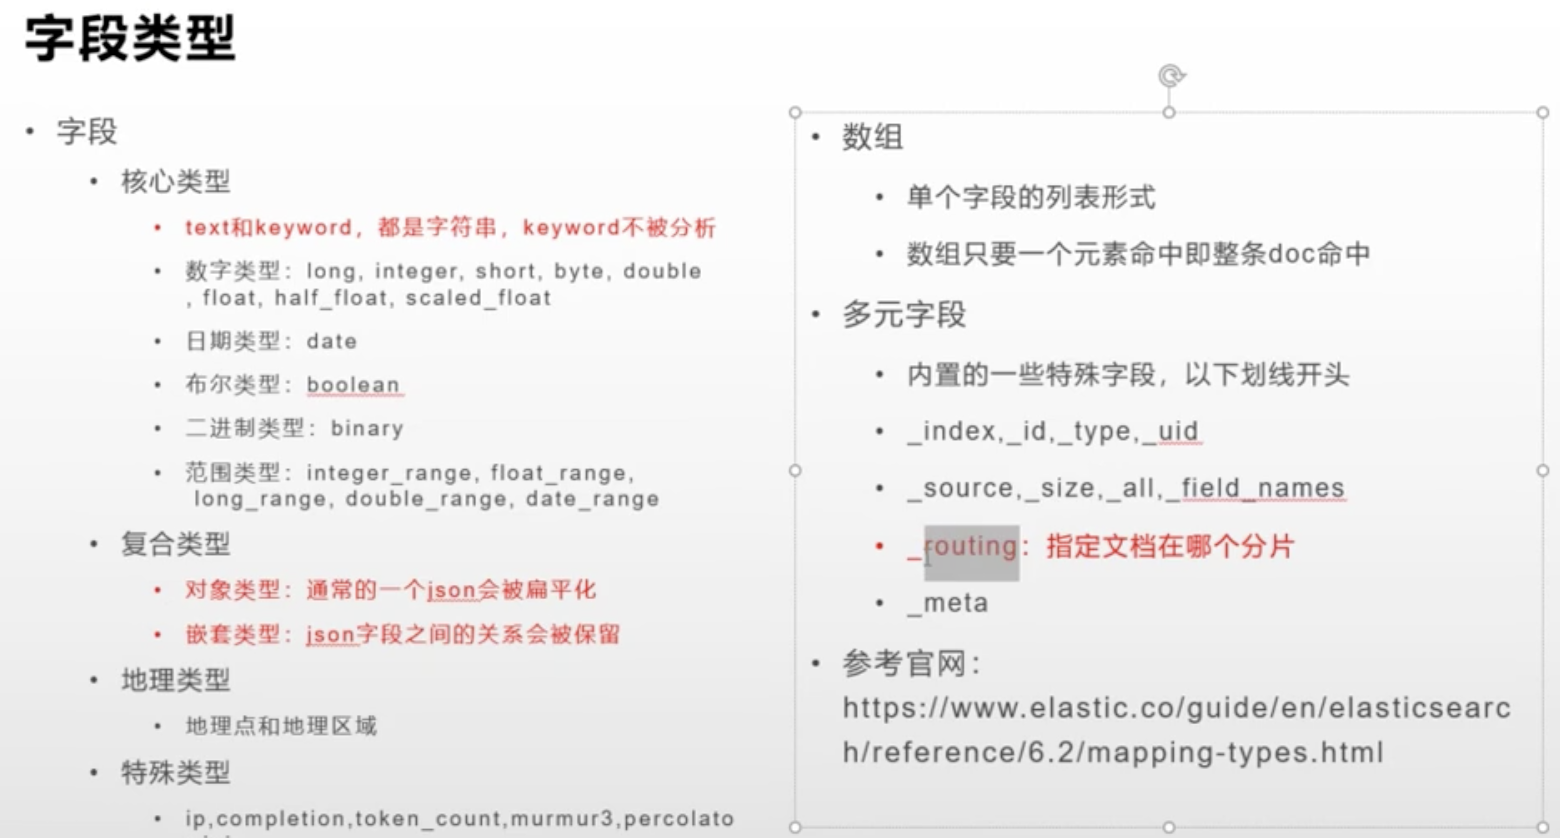 字段类型
字段
核心类型
text和keyword，都是字符串，keyword不被分析
数字类型：long, integer, short, byte, double
, float, half_float, scaled_float
日期类型：date
布尔类型：boolean
二进制类型：binary
范围类型：integer_range, float_range,
long_range, double_range, date_range
复合类型
对象类型：通常的一个json会被扁平化
嵌套类型：json字段之间的关系会被保留
地理类型
地理点和地理区域
特殊类型
ip,completion,token_count,murmur3,percolato
数组
单个字段的列表形式
数组只要一个元素命中即整条doc命中
多元字段
内置的一些特殊字段，以下划线开头
_index,_id,_type,_uid
_source,_size,_all,_field_names
_routing：指定文档在哪个分片
_meta
参考官网：
https://www.elastic.co/guide/en/elasticsearc
h/reference/6.2/mapping-types.html